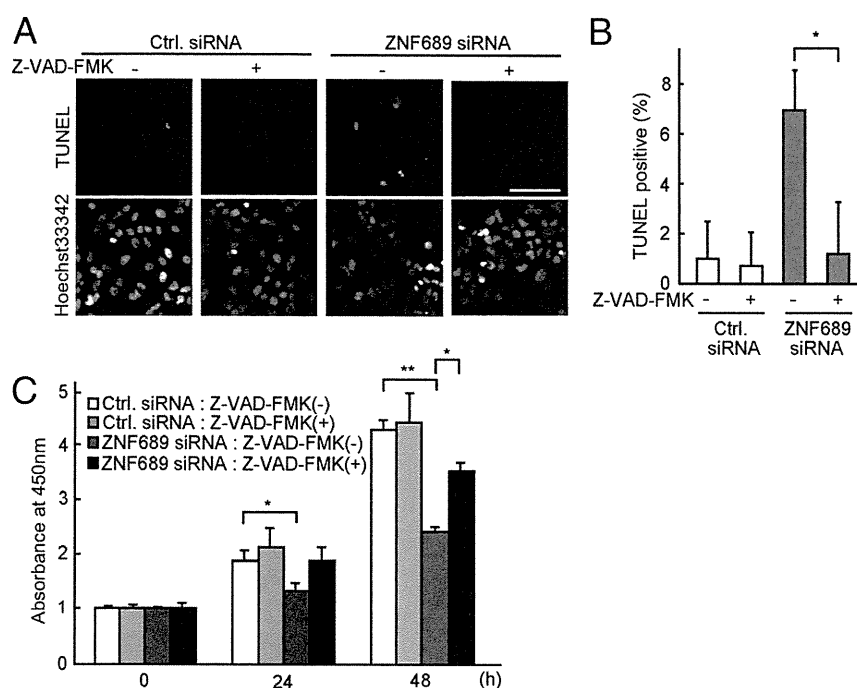 A
Ctrl. siRNA ZNF689 siRNA
Z-VAD-FMK - + - +
TUNEL
Hoechst33342
B
*
TUNEL positive (%)
8
6
4
2
0
Z-VAD-FMK - + - +
Ctrl. siRNA ZNF689 siRNA
C
Absorbance at 450nm
5
4
3
2
1
0
Ctrl. siRNA : Z-VAD-FMK(-)
Ctrl. siRNA : Z-VAD-FMK(+)
ZNF689 siRNA : Z-VAD-FMK(-)
ZNF689 siRNA : Z-VAD-FMK(+)
*
**
*
0 24 48 (h)